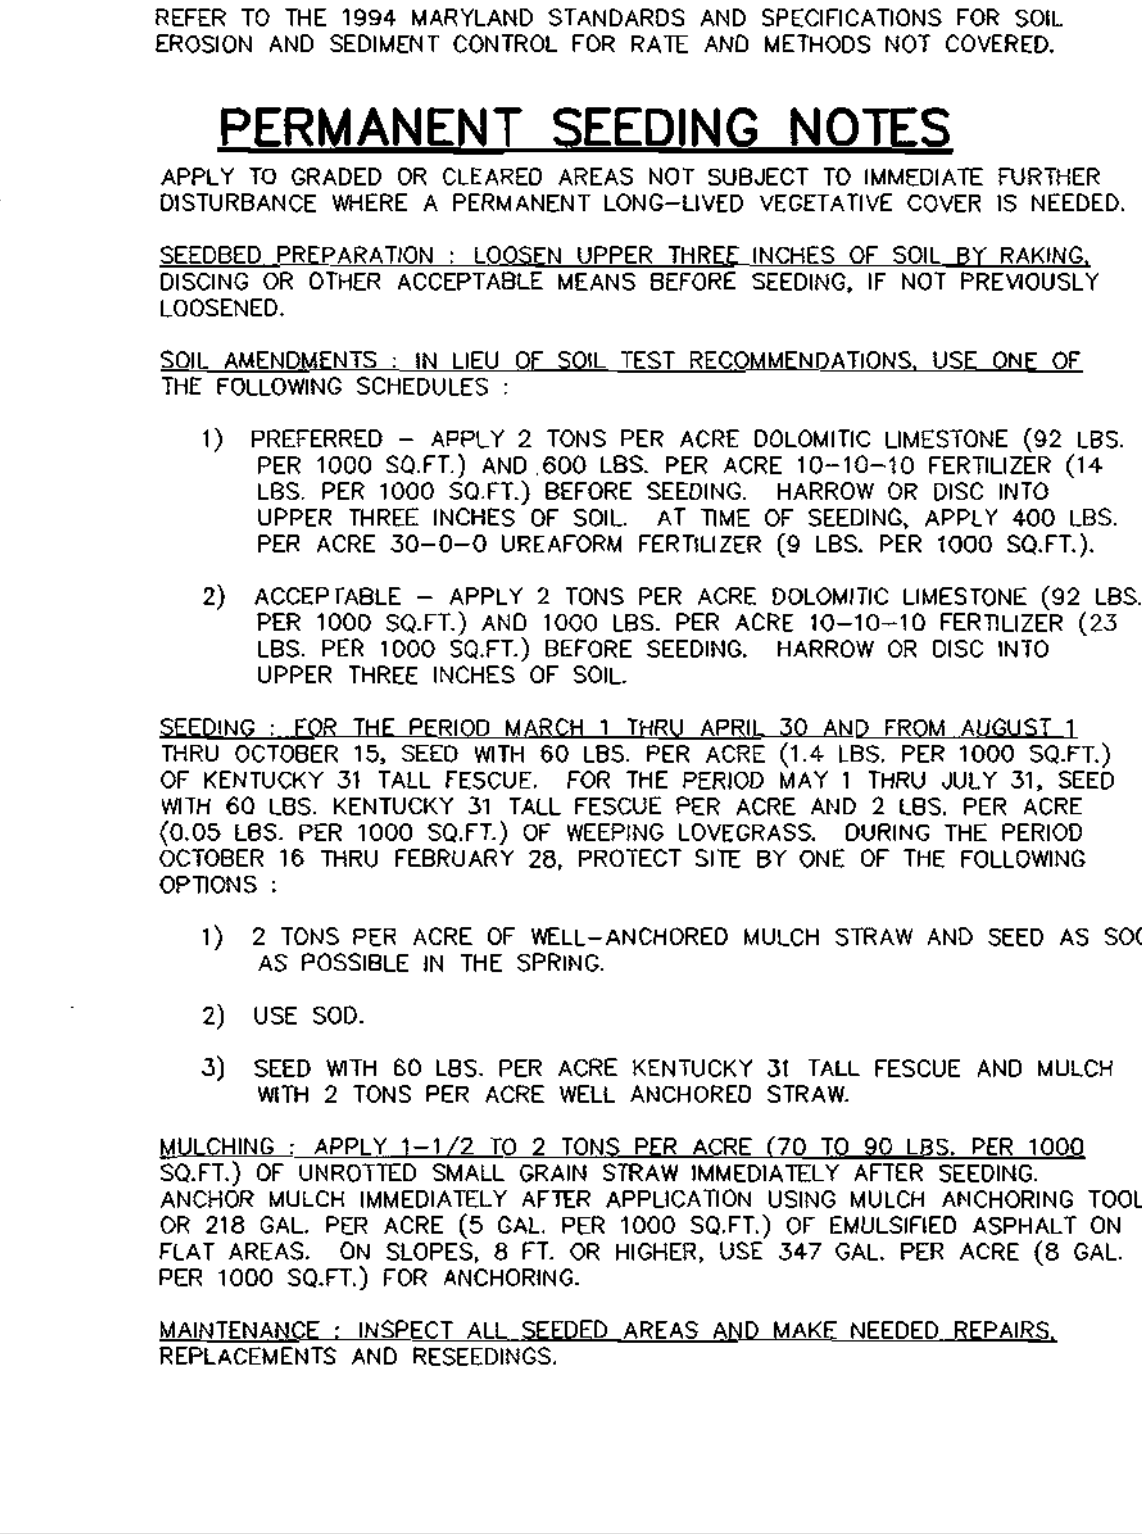 REFER TO THE 1994 MARYLAND STANDARDS AND SPECIFICATIONS FOR SOIL
EROSION AND SEDIMENT CONTROL FOR RATE AND METHODS NOT COVERED.
PERMANENT SEEDING NOTES
APPLY TO GRADED OR CLEARED AREAS NOT SUBJECT TO IMMEDIATE FURTHER
DISTURBANCE WHERE A PERMANENT LONG-LIVED VEGETATIVE COVER IS NEEDED.
SEEDBED PREPARATION : LOOSEN UPPER THREE INCHES OF SOIL BY RAKING,
DISCING OR OTHER ACCEPTABLE MEANS BEFORE SEEDING, IF NOT PREVIOUSLY
LOOSENED.
SOIL AMENDMENTS : IN LIEU OF SOIL TEST RECOMMENDATIONS, USE ONE OF
THE FOLLOWING SCHEDULES :
1) PREFERRED - APPLY 2 TONS PER ACRE DOLOMITIC LIMESTONE (92 LBS.
PER 1000 SQ.FT.) AND 600 LBS. PER ACRE 10-10-10 FERTILIZER (14
LBS. PER 1000 SQ.FT.) BEFORE SEEDING. HARROW OR DISC INTO
UPPER THREE INCHES OF SOIL. AT TIME OF SEEDING, APPLY 400 LBS.
PER ACRE 30-0-0 UREAFORM FERTILIZER (9 LBS. PER 1000 SQ.FT.).
2) ACCEPTABLE - APPLY 2 TONS PER ACRE DOLOMITIC LIMESTONE (92 LBS.
PER 1000 SQ.FT.) AND 1000 LBS. PER ACRE 10-10-10 FERTILIZER (23
LBS. PER 1000 SQ.FT.) BEFORE SEEDING. HARROW OR DISC INTO
UPPER THREE INCHES OF SOIL.
SEEDING : FOR THE PERIOD MARCH 1 THRU APRIL 30 AND FROM AUGUST 1
THRU OCTOBER 15, SEED WITH 60 LBS. PER ACRE (1.4 LBS. PER 1000 SQ.FT.)
OF KENTUCKY 31 TALL FESCUE. FOR THE PERIOD MAY 1 THRU JULY 31, SEED
WITH 60 LBS. KENTUCKY 31 TALL FESCUE PER ACRE AND 2 LBS. PER ACRE
(0.05 LBS. PER 1000 SQ.FT.) OF WEEPING LOVEGRASS. DURING THE PERIOD
OCTOBER 16 THRU FEBRUARY 28, PROTECT SITE BY ONE OF THE FOLLOWING
OPTIONS :
1) 2 TONS PER ACRE OF WELL-ANCHORED MULCH STRAW AND SEED AS
AS POSSIBLE IN THE SPRING.
2) USE SOD.
3) SEED WITH 60 LBS. PER ACRE KENTUCKY 31 TALL FESCUE AND MULCH
WITH 2 TONS PER ACRE WELL ANCHORED STRAW.
MULCHING : APPLY 1-1/2 TO 2 TONS PER ACRE (70 TO 90 LBS. PER 1000
SQ.FT.) OF UNROTTED SMALL GRAIN STRAW IMMEDIATELY AFTER SEEDING.
ANCHOR MULCH IMMEDIATELY AFTER APPLICATION USING MULCH ANCHORING TOOL
OR 218 GAL. PER ACRE (5 GAL. PER 1000 SQ.FT.) OF EMULSIFIED ASPHALT ON
FLAT AREAS. ON SLOPES, 8 FT. OR HIGHER, USE 347 GAL. PER ACRE (8 GAL.
PER 1000 SQ.FT.) FOR ANCHORING.
MAINTENANCE : INSPECT ALL SEEDED AREAS AND MAKE NEEDED REPAIRS,
REPLACEMENTS AND RESEEDINGS.